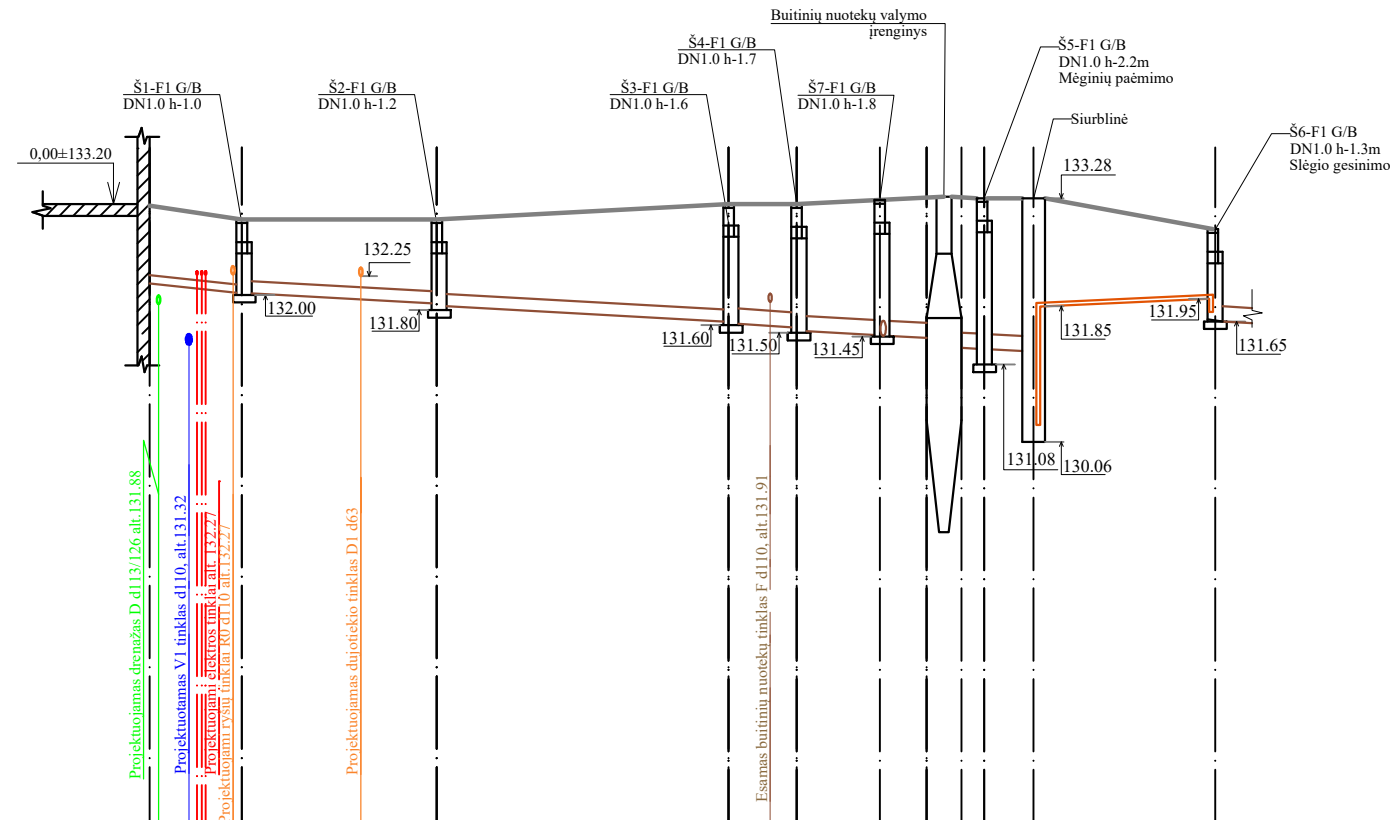 Buitinių nuotekų valymo
įrenginys
Š4-F1 G/B
DN1.0 h-1.7
Š5-F1 G/B
DN1.0 h-2.2m
Mėginių paėmimo
Š1-F1 G/B
DN1.0 h-1.0
Š2-F1 G/B
DN1.0 h-1.2
Š3-F1 G/B
DN1.0 h-1.6
Š7-F1 G/B
DN1.0 h-1.8
Siurblinė
Š6-F1 G/B
DN1.0 h-1.3m
Slėgio gesinimo
0,00±133.20
133.28
132.25
132.00
131.80
131.60
131.50
131.45
131.95
131.85
131.65
131.08
130.06
Projektuojamas drenažas D d113/126 alt.131.88
Projektuotamas V1 tinklas d110, alt.131.32
Projektuojami elektros tinklai alt. 132.27
Projektuojami ryšių tinklai R0 d110 alt.132.27
Projektuojamas dujotiekio tinklas D1 d63
Esamas buitinių nuotekų tinklas F d110, alt.131.91